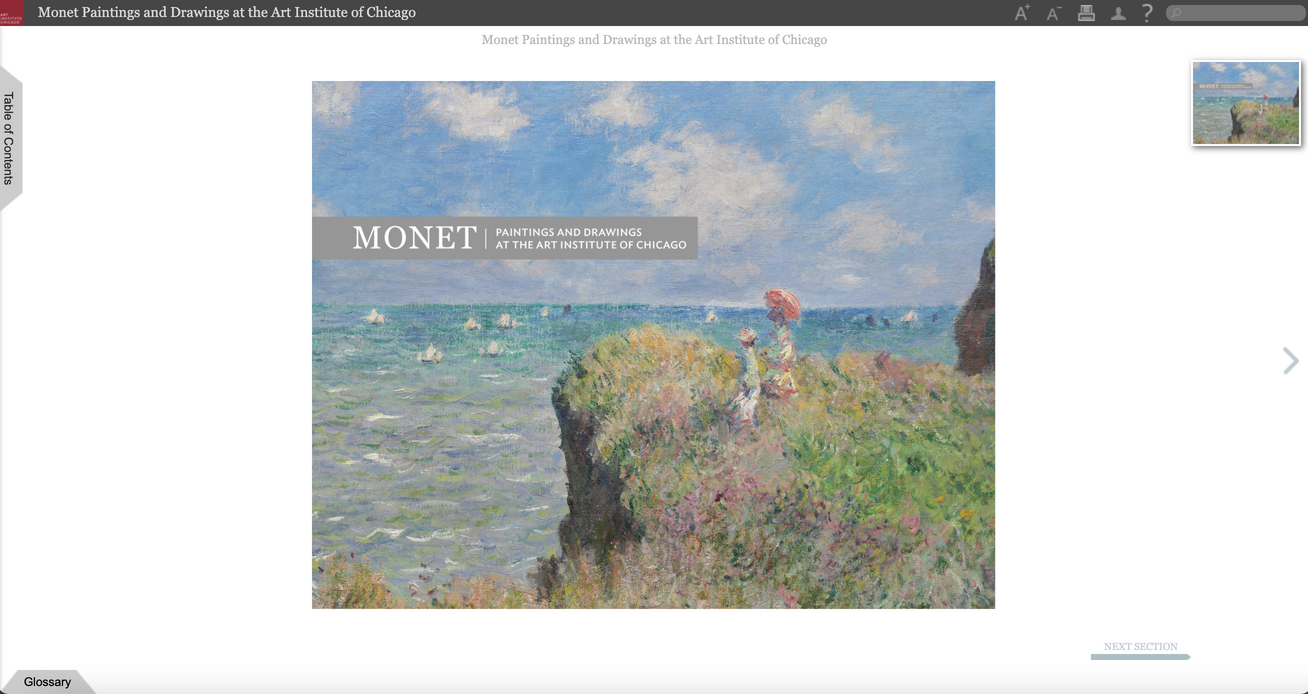 ART
INSTITUTE
CHICAGO
Monet Paintings and Drawings at the Art Institute of Chicago
A+
A-
?
Monet Paintings and Drawings at the Art Institute of Chicago
Table of Contents
MONET
PAINTINGS AND DRAWINGS
AT THE ART INSTITUTE OF CHICAGO
MONET
NEXT SECTION
Glossary